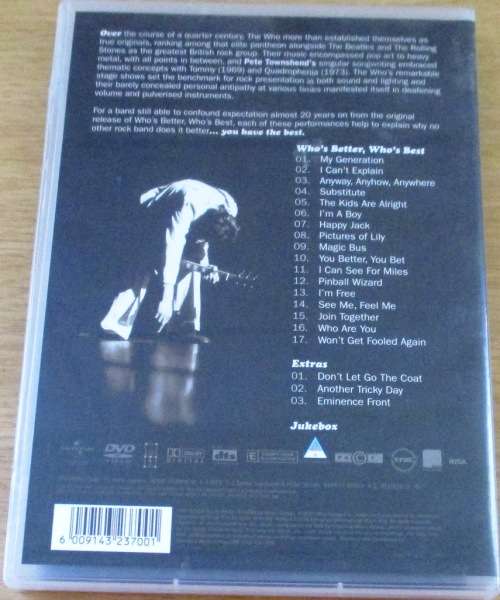 Over the course of a quarter century, The Who more than established themselves as
true originals, ranking among that elite pantheon alongside The Beatles and The Rolling
Stones as the greatest British rock group. Their music encompassed pop art to heavy
metal, with all points in between, and Pete Townshend's singular songwriting embraced
thematic concepts with Tommy (1969) and Quadrophenia (1973). The Who's remarkable
stage shows set the benchmark for rock presentation as both sound and lighting and
their barely concealed personal antipathy at various times manifested itself in deafening
volume and pulverised instruments.
For a band still able to confound expectation almost 20 years on from the original
release of Who's Better, Who's Best, each of these performances help to explain why no
other rock band does it better... you have the best.
Who's Better, Who's Best
01. My Generation
02. I Can't Explain
03. Anyway, Anyhow, Anywhere
04. Substitute
05. The Kids Are Alright
06. I'm A Boy
07. Happy Jack
08. Pictures of Lily
09. Magic Bus
10. You Better, You Bet
11. I Can See For Miles
12. Pinball Wizard
13. I'm Free
14. See Me, Feel Me
15. Join Together
16. Who Are You
17. Won't Get Fooled Again
Extras
01. Don't Let Go The Coat
02. Another Tricky Day
03. Eminence Front
Jukebox
DVD DOLBY DIGITAL dts E A RISA
6 009143 237001